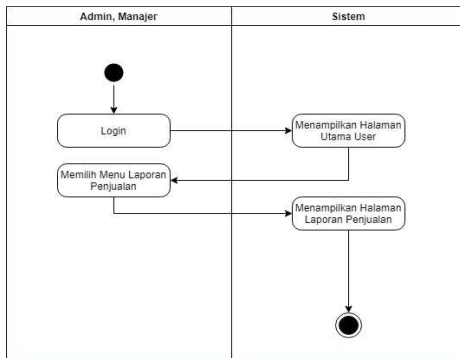 Admin, Manajer
Sistem
Login
Menampilkan Halaman
Utama User
Memilih Menu Laporan
Penjualan
Menampilkan Halaman
Laporan Penjualan